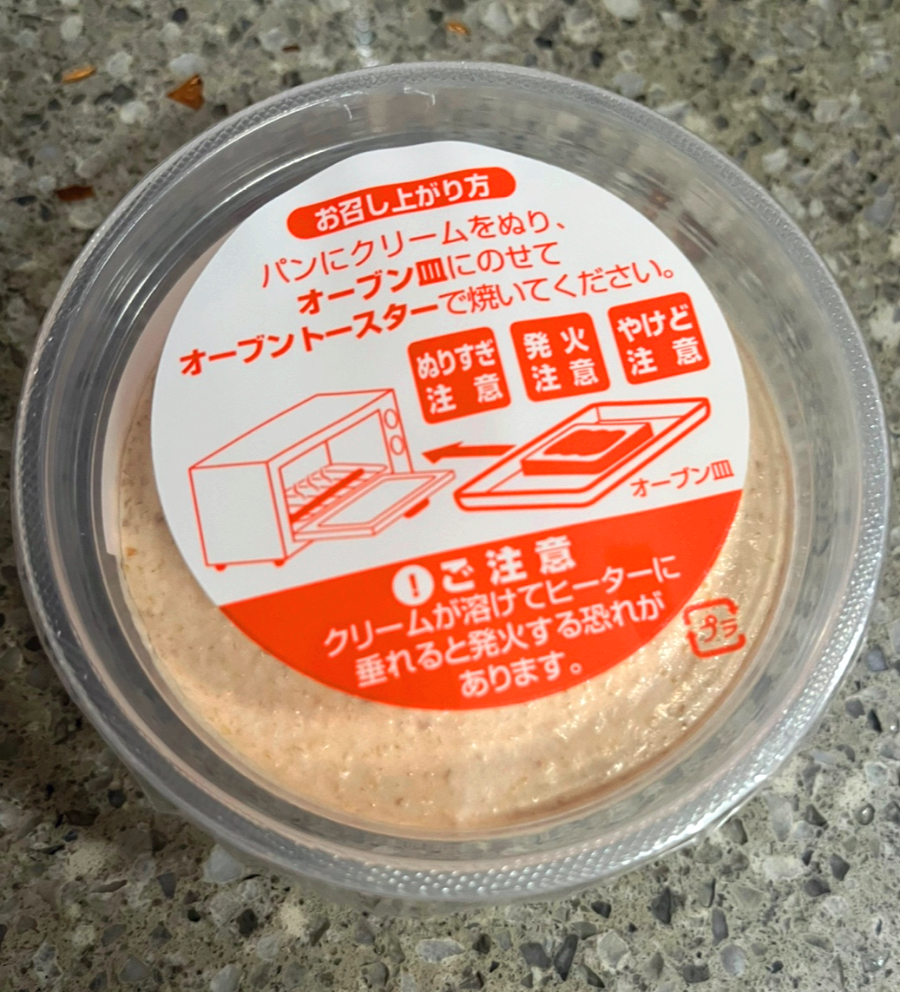 お召し上がり方
パンにクリームをぬり、
オーブン皿にのせて
オーブントースターで焼いてください。
ぬりすぎ
注意
発火
注意
やけど
注意
オーブン皿
!ご注意
クリームが溶けてヒーターに
垂れると発火する恐れが
あります。
プラ